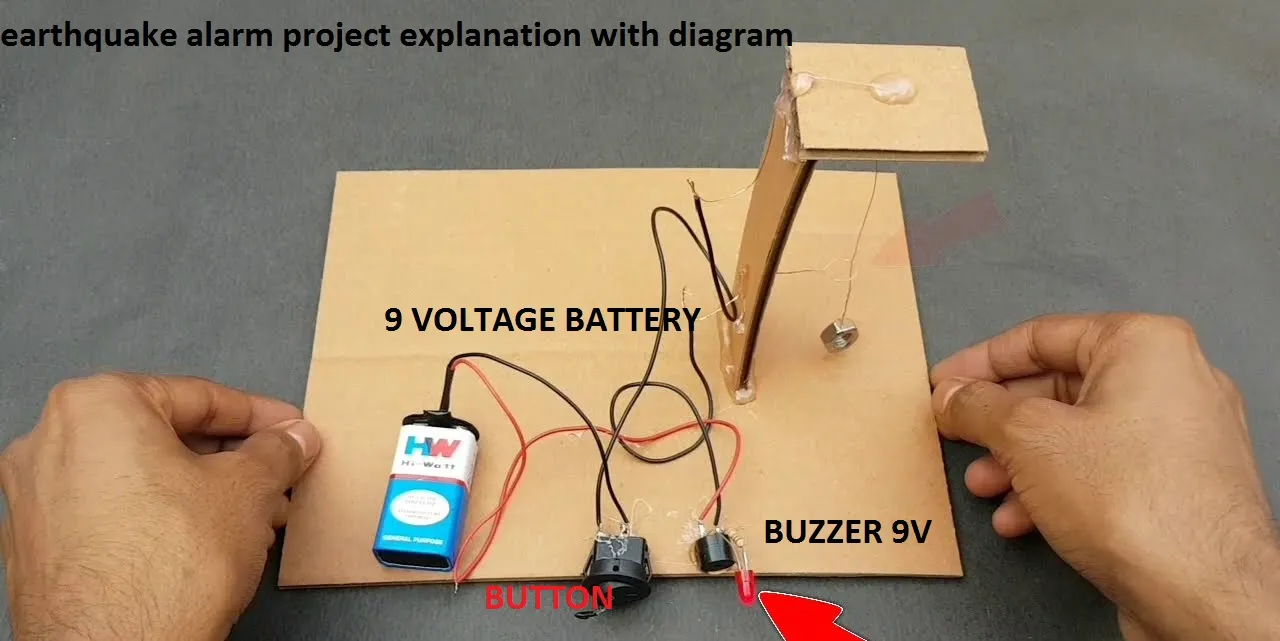 earthquake alarm project explanation with diagram
9 VOLTAGE BATTERY
HW
Hi-Watt
GENERAL PURPOSE
BUZZER 9V
BUTTON